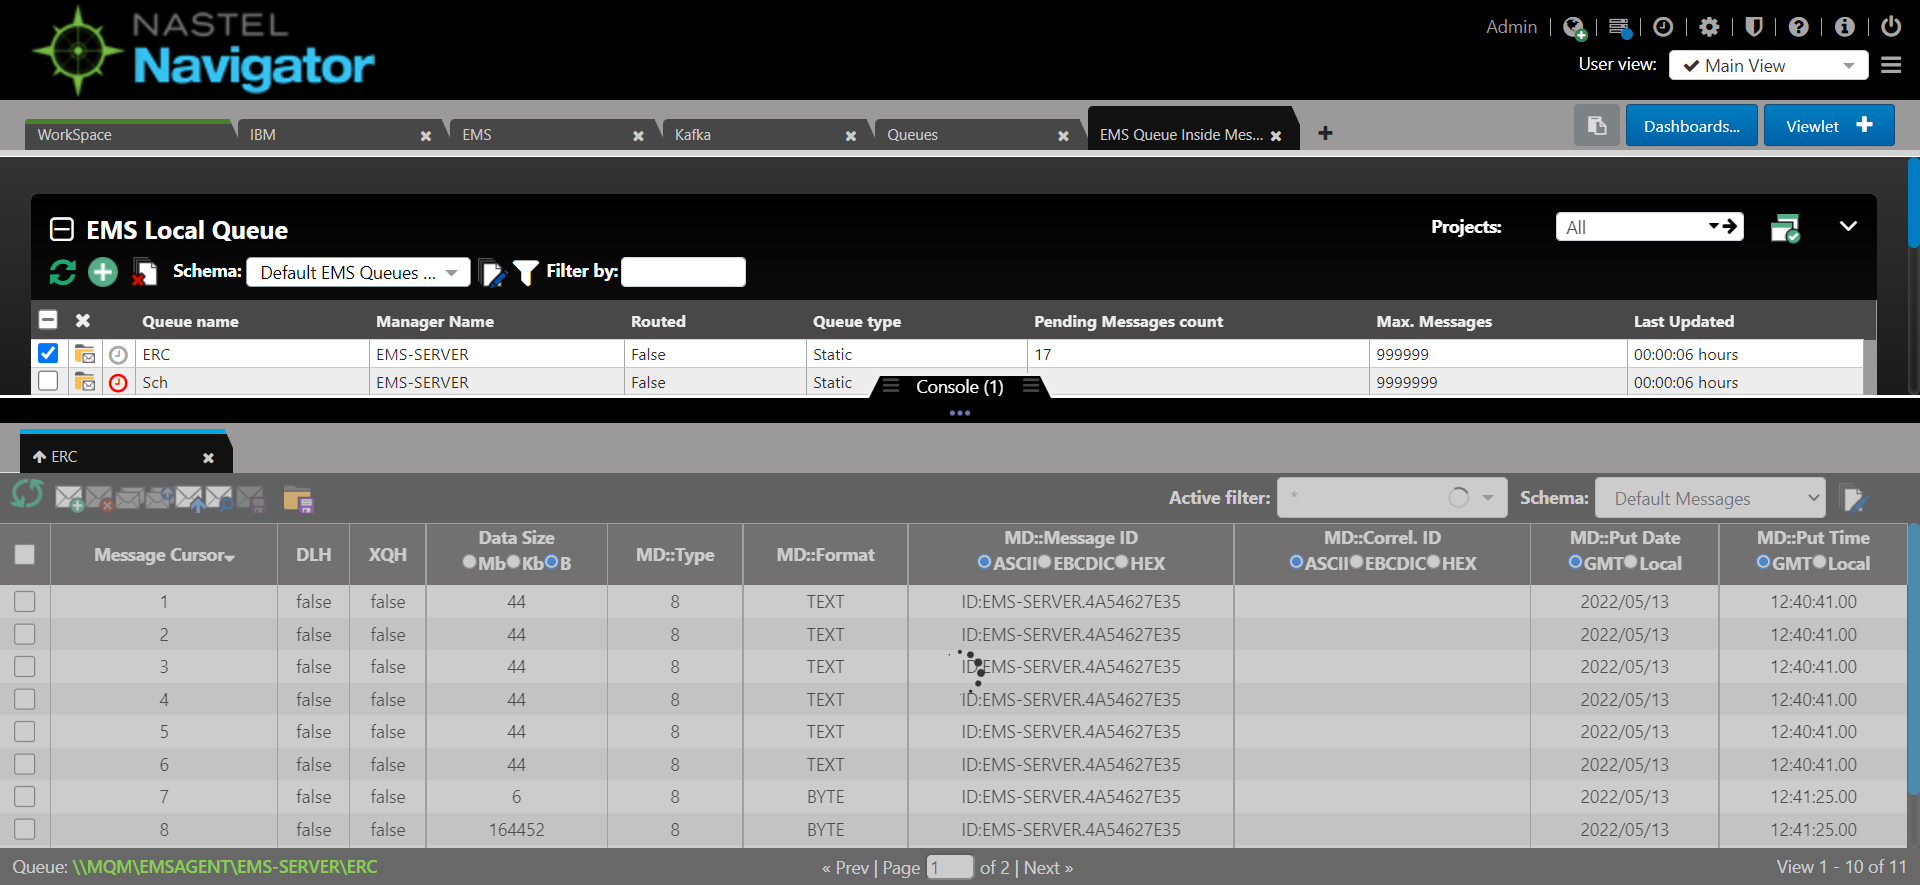 NASTEL
Navigator
Admin
User view: Main View
WorkSpace IBM EMS Kafka Queues EMS Queue Inside Mes...
Dashboards... Viewlet
EMS Local Queue
Projects: All
Schema: Default EMS Queues ... Filter by:
Queue name Manager Name Routed Queue type Pending Messages count Max. Messages Last Updated
ERC EMS-SERVER False Static 17 999999 00:00:06 hours
Sch EMS-SERVER False Static 9999999 00:00:06 hours
Console (1)
ERC
Active filter: * Schema: Default Messages
Message Cursor DLH XQH Data Size MD::Type MD::Format MD::Message ID MD::Correl. ID MD::Put Date MD::Put Time
Mb Kb B ASCII EBCDIC HEX ASCII EBCDIC HEX GMT Local GMT Local
1 false false 44 8 TEXT ID:EMS-SERVER.4A54627E35 2022/05/13 12:40:41.00
2 false false 44 8 TEXT ID:EMS-SERVER.4A54627E35 2022/05/13 12:40:41.00
3 false false 44 8 TEXT ID:EMS-SERVER.4A54627E35 2022/05/13 12:40:41.00
4 false false 44 8 TEXT ID:EMS-SERVER.4A54627E35 2022/05/13 12:40:41.00
5 false false 44 8 TEXT ID:EMS-SERVER.4A54627E35 2022/05/13 12:40:41.00
6 false false 44 8 TEXT ID:EMS-SERVER.4A54627E35 2022/05/13 12:40:41.00
7 false false 6 8 BYTE ID:EMS-SERVER.4A54627E35 2022/05/13 12:41:25.00
8 false false 164452 8 BYTE ID:EMS-SERVER.4A54627E35 2022/05/13 12:41:25.00
Queue: \\MQM\EMSAGENT\EMS-SERVER\ERC « Prev | Page 1 of 2 | Next » View 1 - 10 of 11